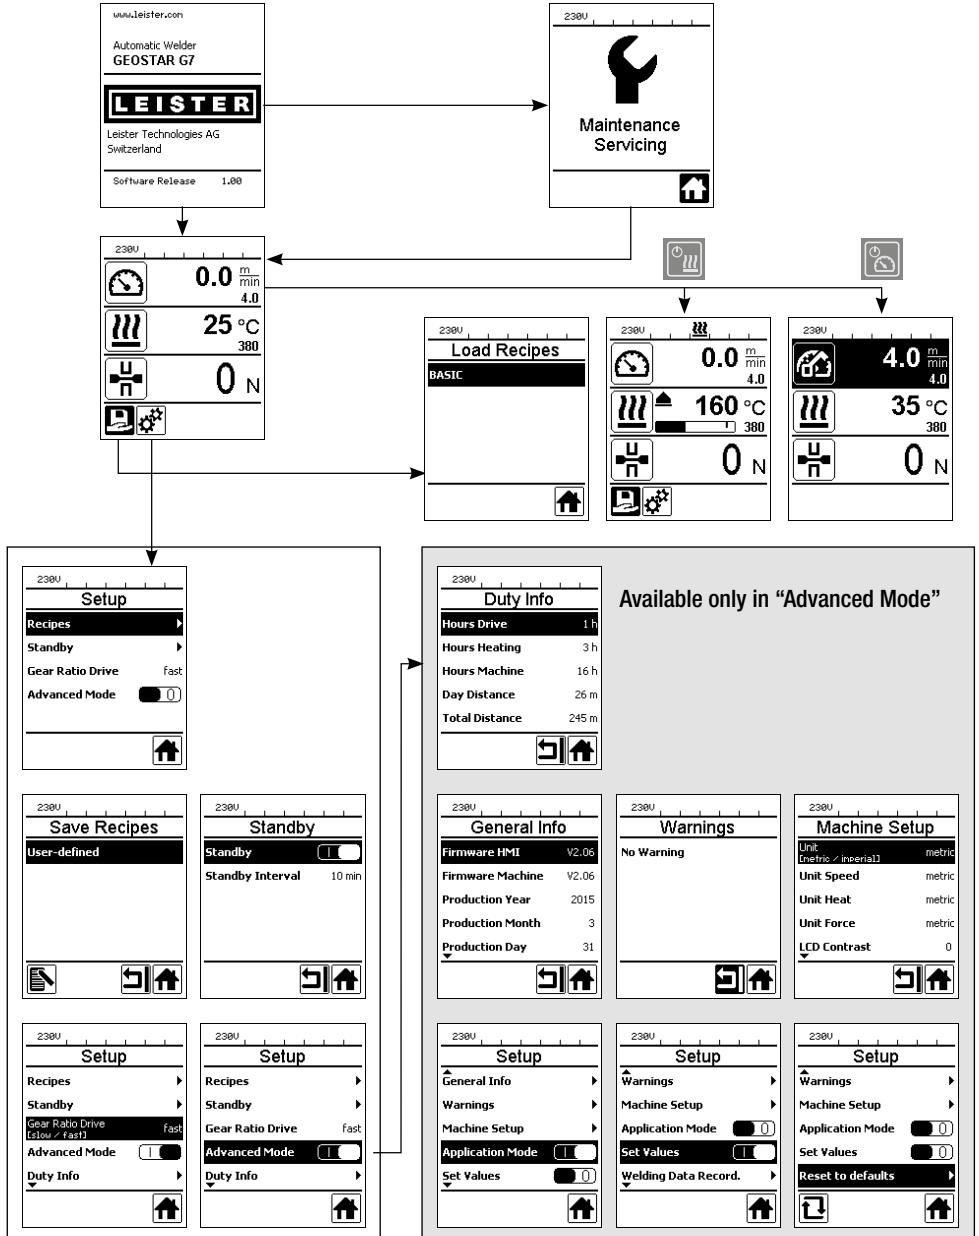 www.leister.com
Automatic Welder
GEOSTAR G7
LEISTER
Leister Technologies AG
Switzerland
Software Release 1.00
230V
Maintenance
Servicing
230V
0.0 m/min
4.0
25 °C
380
0 N
230V
Load Recipes
BASIC
230V
0.0 m/min
4.0
160 °C
380
0 N
230V
4.0 m/min
4.0
35 °C
380
0 N
230V
Setup
Recipes
Standby
Gear Ratio Drive fast
Advanced Mode 0
230V
Duty Info
Hours Drive 1 h
Hours Heating 3 h
Hours Machine 16 h
Day Distance 26 m
Total Distance 245 m
Available only in “Advanced Mode”
230V
Save Recipes
User-defined
230V
Standby
Standby I
Standby Interval 10 min
230V
General Info
Firmware HMI V2.06
Firmware Machine V2.06
Production Year 2015
Production Month 3
Production Day 31
230V
Warnings
No Warning
230V
Machine Setup
Unit metric
[metric / imperial]
Unit Speed metric
Unit Heat metric
Unit Force metric
LCD Contrast 0
230V
Setup
Recipes
Standby
Gear Ratio Drive fast
[slow / fast]
Advanced Mode I
Duty Info
230V
Setup
Recipes
Standby
Gear Ratio Drive fast
Advanced Mode I
Duty Info
230V
Setup
General Info
Warnings
Machine Setup
Application Mode I
Set Values 0
230V
Setup
Warnings
Machine Setup
Application Mode 0
Set Values I
Welding Data Record.
230V
Setup
Warnings
Machine Setup
Application Mode 0
Set Values 0
Reset to defaults